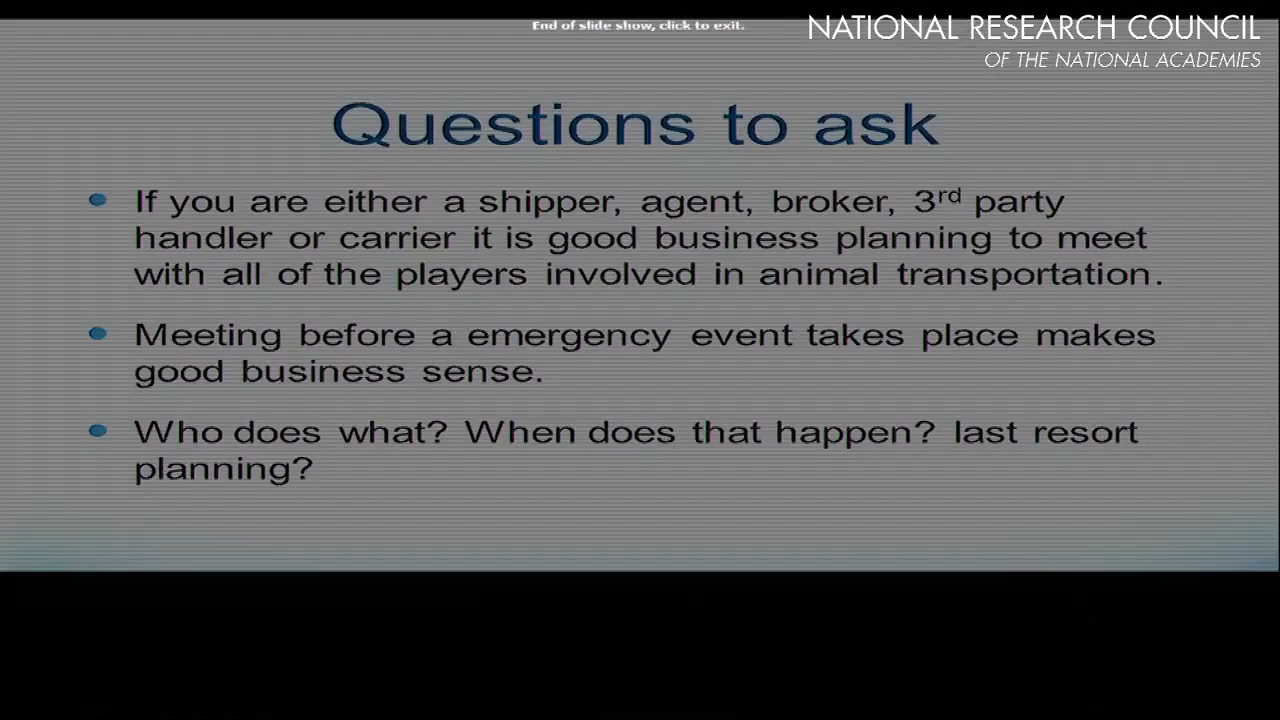 End of slide show, click to exit.
NATIONAL RESEARCH COUNCIL
OF THE NATIONAL ACADEMIES
Questions to ask
If you are either a shipper, agent, broker, 3rd party
handler or carrier it is good business planning to meet
with all of the players involved in animal transportation.
Meeting before a emergency event takes place makes
good business sense.
Who does what? When does that happen? last resort
planning?